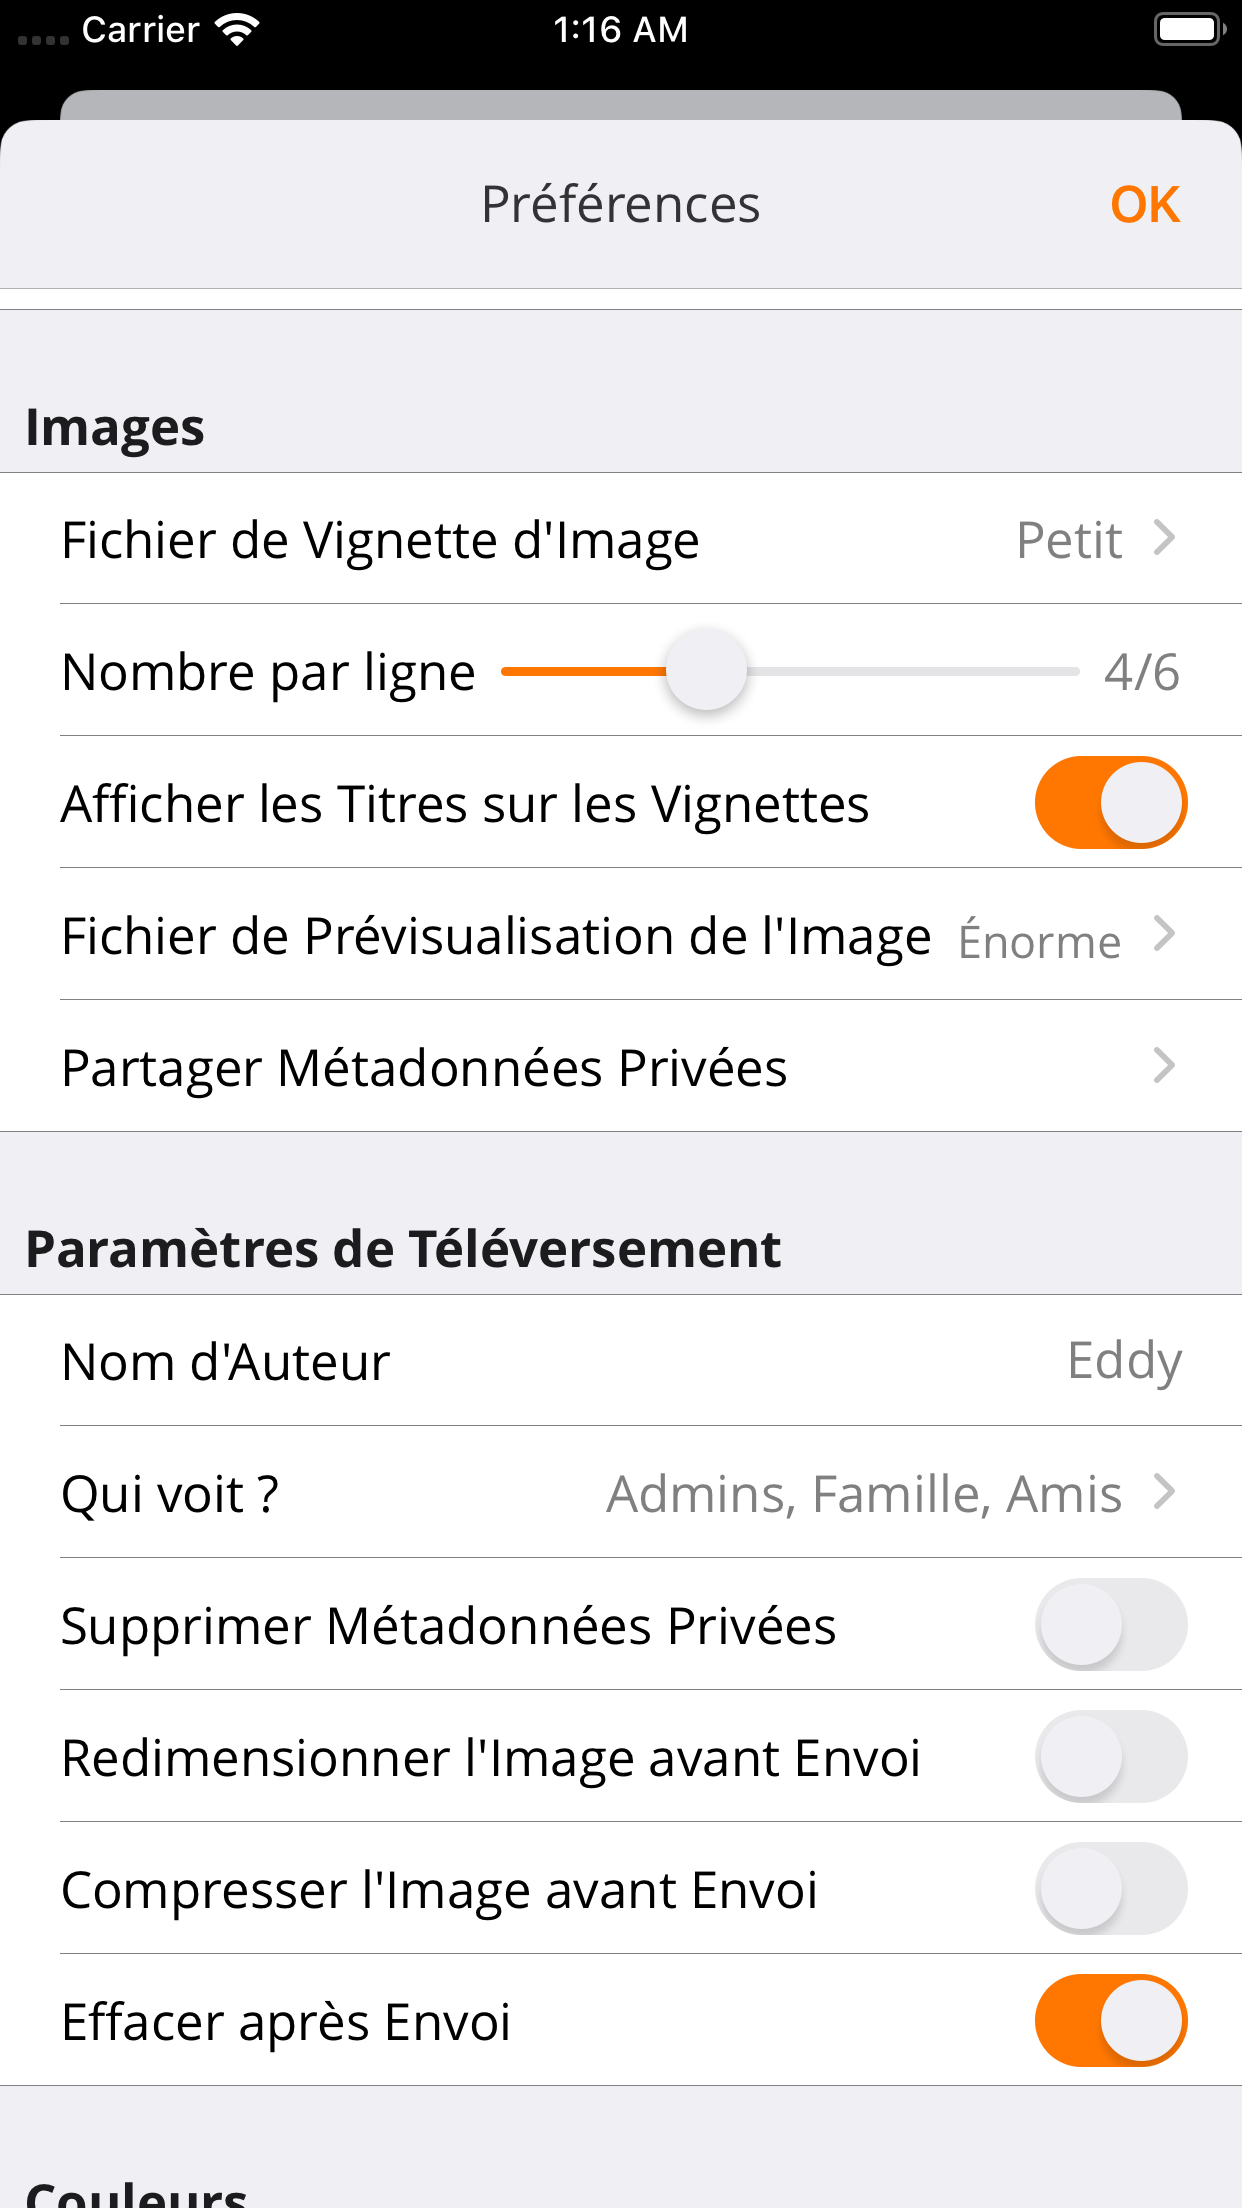 Carrier 1:16 AM
Préférences OK
Images
Fichier de Vignette d'Image Petit
Nombre par ligne 4/6
Afficher les Titres sur les Vignettes
Fichier de Prévisualisation de l'Image Énorme
Partager Métadonnées Privées
Paramètres de Téléversement
Nom d'Auteur Eddy
Qui voit ? Admins, Famille, Amis
Supprimer Métadonnées Privées
Redimensionner l'Image avant Envoi
Compresser l'Image avant Envoi
Effacer après Envoi
Couleurs